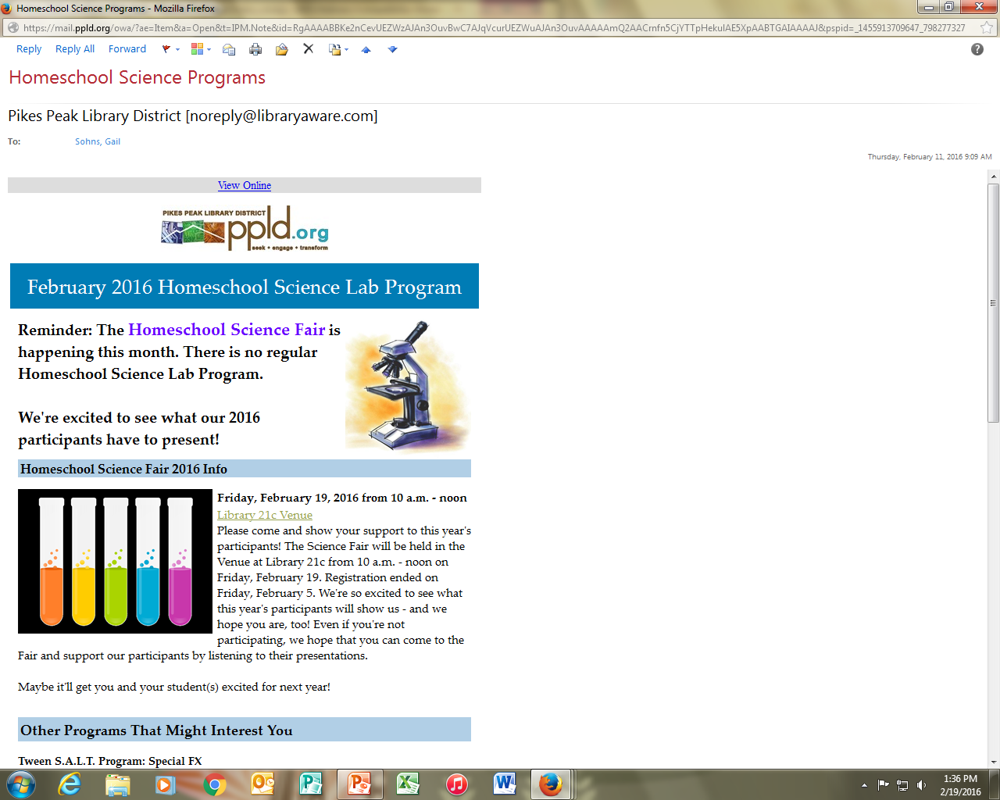 Homeschool Science Programs - Mozilla Firefox
https://mail.ppld.org/owa/?ae=Item&a=Open&t=IPM.Note&id=RgAAAABBKe2nCevUEZWzAJAn3OuvBwC7AJqVcurUEZWuAJAn3OuvAAAAAmQ2AACrnfn5CjYTTpHekulAE5XpAABTGAIAAAAJ&pspid=_1455913709647_798277327
Reply Reply All Forward
Homeschool Science Programs
Pikes Peak Library District [noreply@libraryaware.com]
To: Sohns, Gail
Thursday, February 11, 2016 9:09 AM
View Online
PIKES PEAK LIBRARY DISTRICT
ppld.org
seek • engage • transform
February 2016 Homeschool Science Lab Program
Reminder: The Homeschool Science Fair is
happening this month. There is no regular
Homeschool Science Lab Program.
We're excited to see what our 2016
participants have to present!
Homeschool Science Fair 2016 Info
Friday, February 19, 2016 from 10 a.m. - noon
Library 21c Venue
Please come and show your support to this year's
participants! The Science Fair will be held in the
Venue at Library 21c from 10 a.m. - noon on
Friday, February 19. Registration ended on
Friday, February 5. We're so excited to see what
this year's participants will show us - and we
hope you are, too! Even if you're not
participating, we hope that you can come to the
Fair and support our participants by listening to their presentations.
Maybe it'll get you and your student(s) excited for next year!
Other Programs That Might Interest You
Tween S.A.L.T. Program: Special FX
1:36 PM
2/19/2016